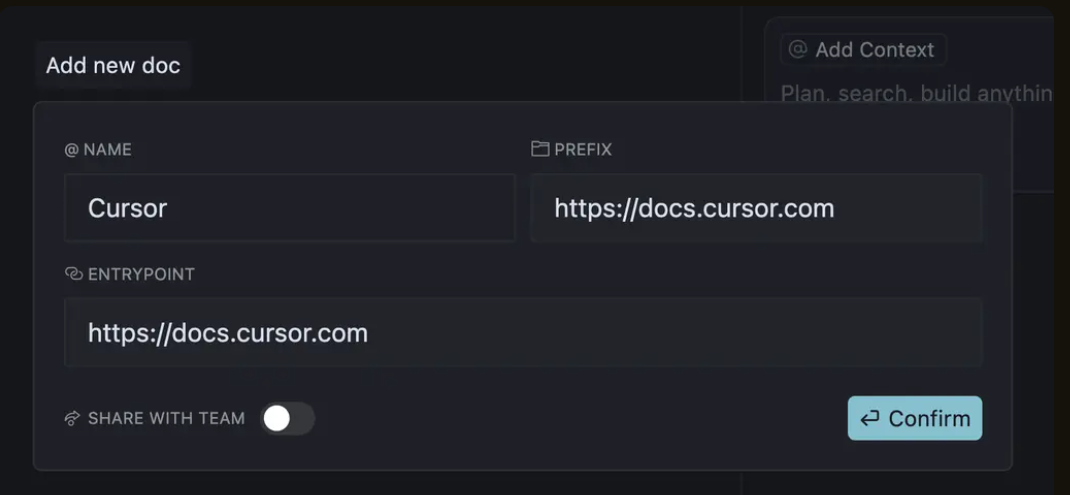 Add new doc
@ Add Context
Plan, search, build anythin
@ NAME
PREFIX
Cursor
https://docs.cursor.com
ENTRYPOINT
https://docs.cursor.com
SHARE WITH TEAM
Confirm